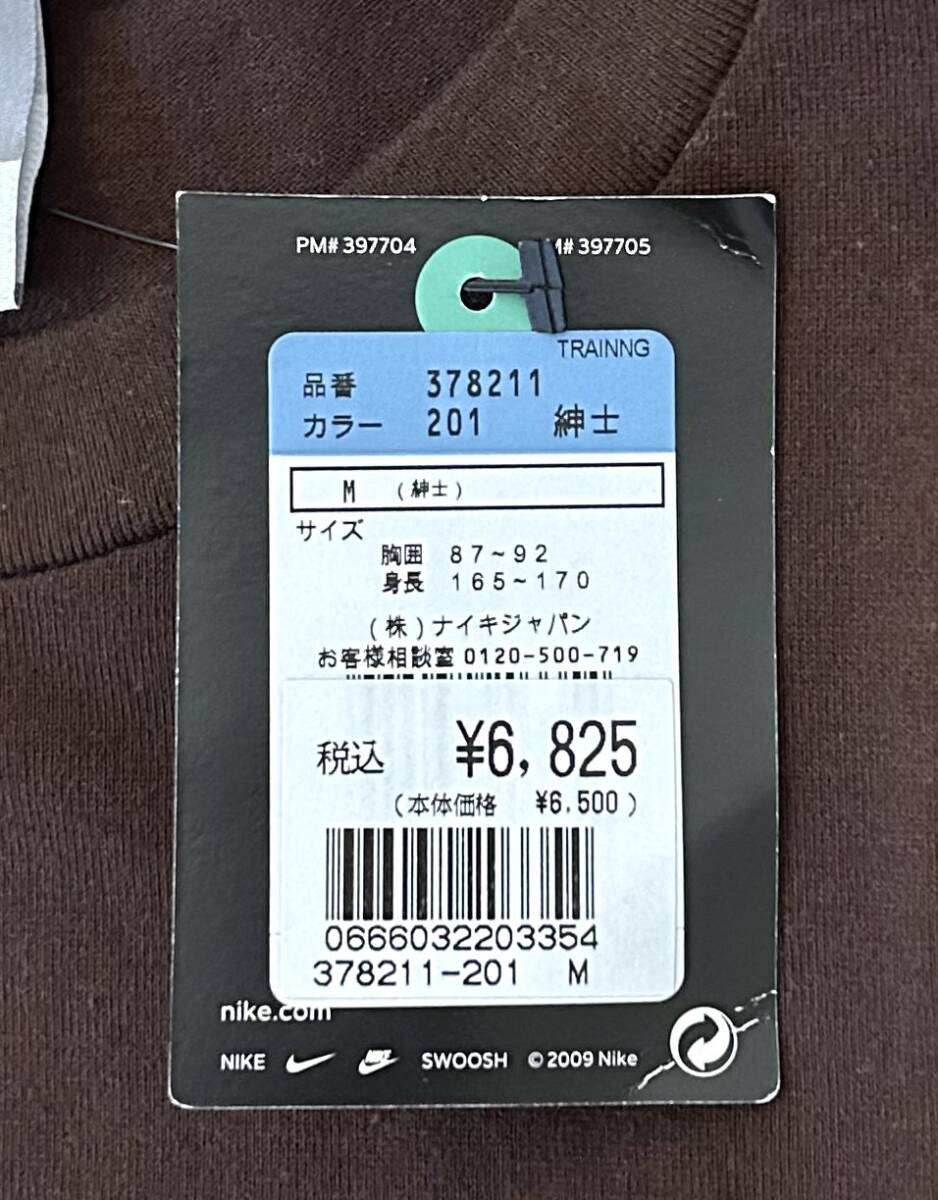 PM# 397704
M# 397705
TRAINNG
品番 378211
カラー 201 紳士
M (紳士)
サイズ
胸囲 87~92
身長 165~170
(株)ナイキジャパン
お客様相談室 0120-500-719
税込 ¥6,825
(本体価格 ¥6,500)
0666032203354
378211-201 M
nike.com
NIKE NIKE SWOOSH © 2009 Nike